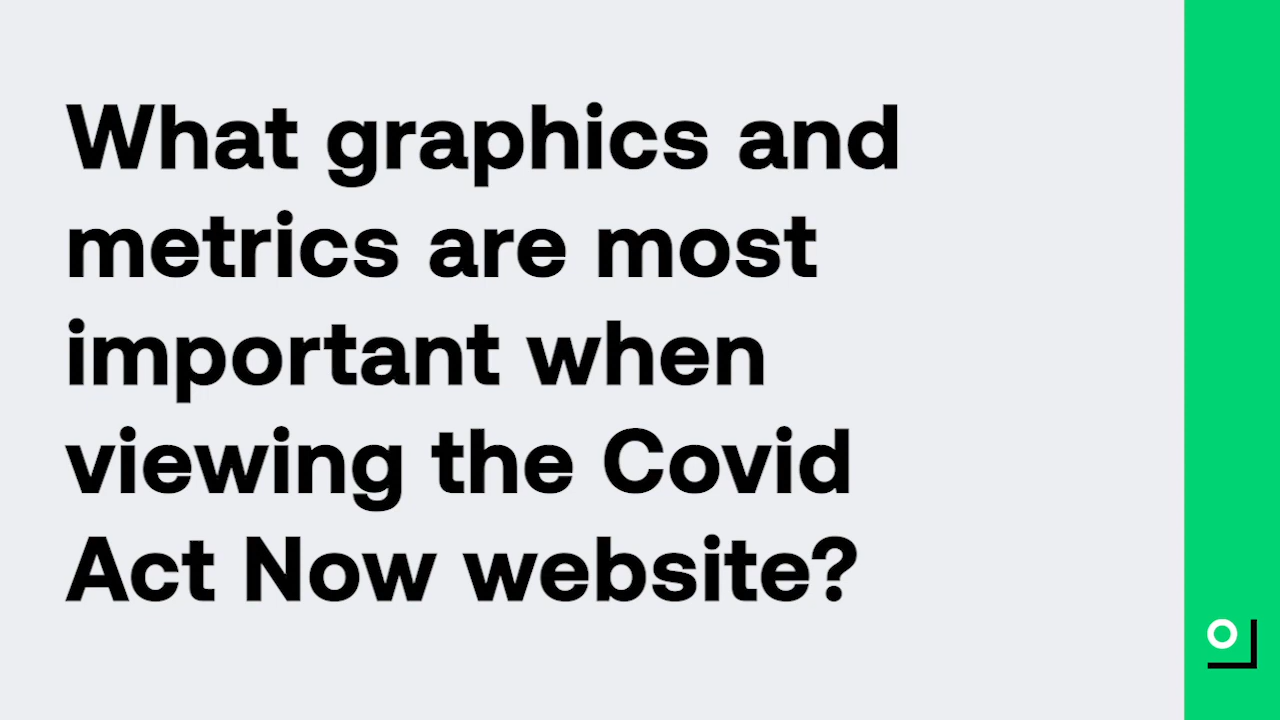 What graphics and
metrics are most
important when
viewing the Covid
Act Now website?